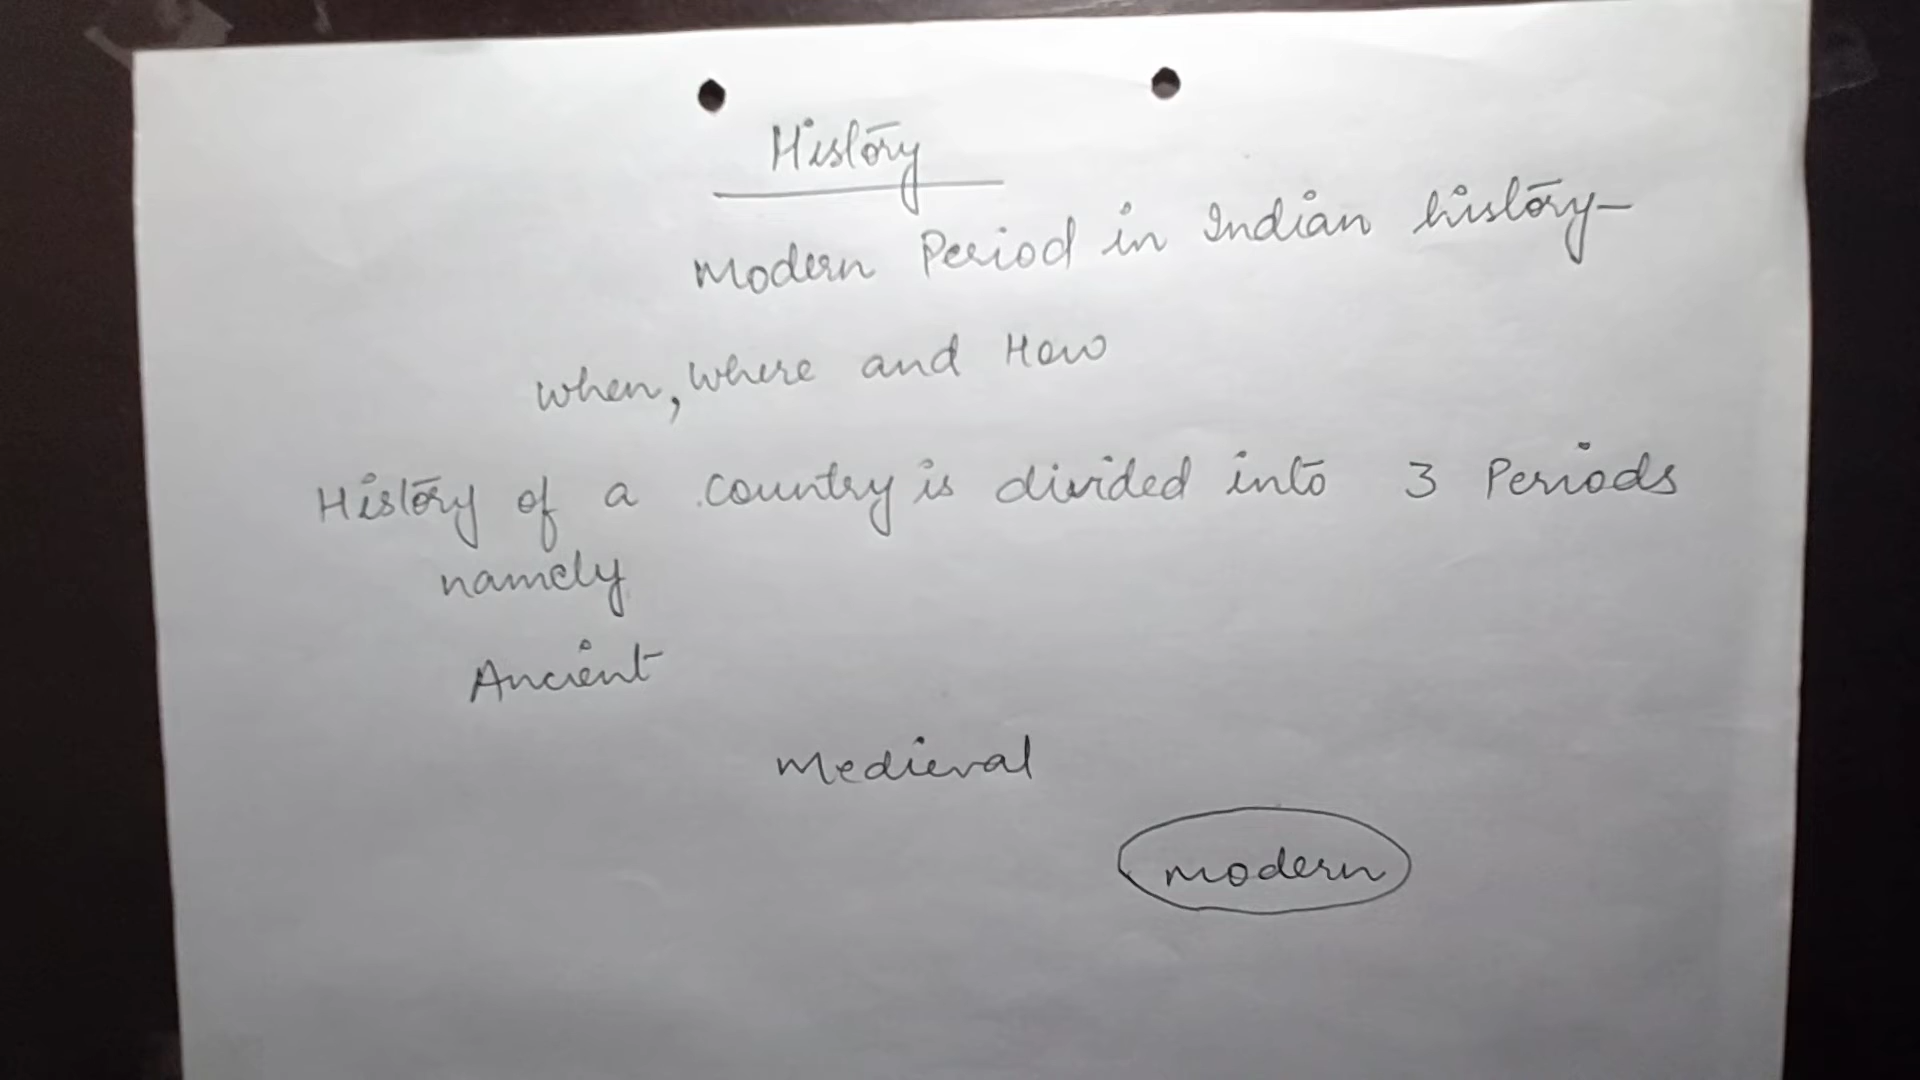 History
Modern Period in Indian history-
when, where and How
History of a country is divided into 3 Periods
namely
Ancient
Medieval
modern